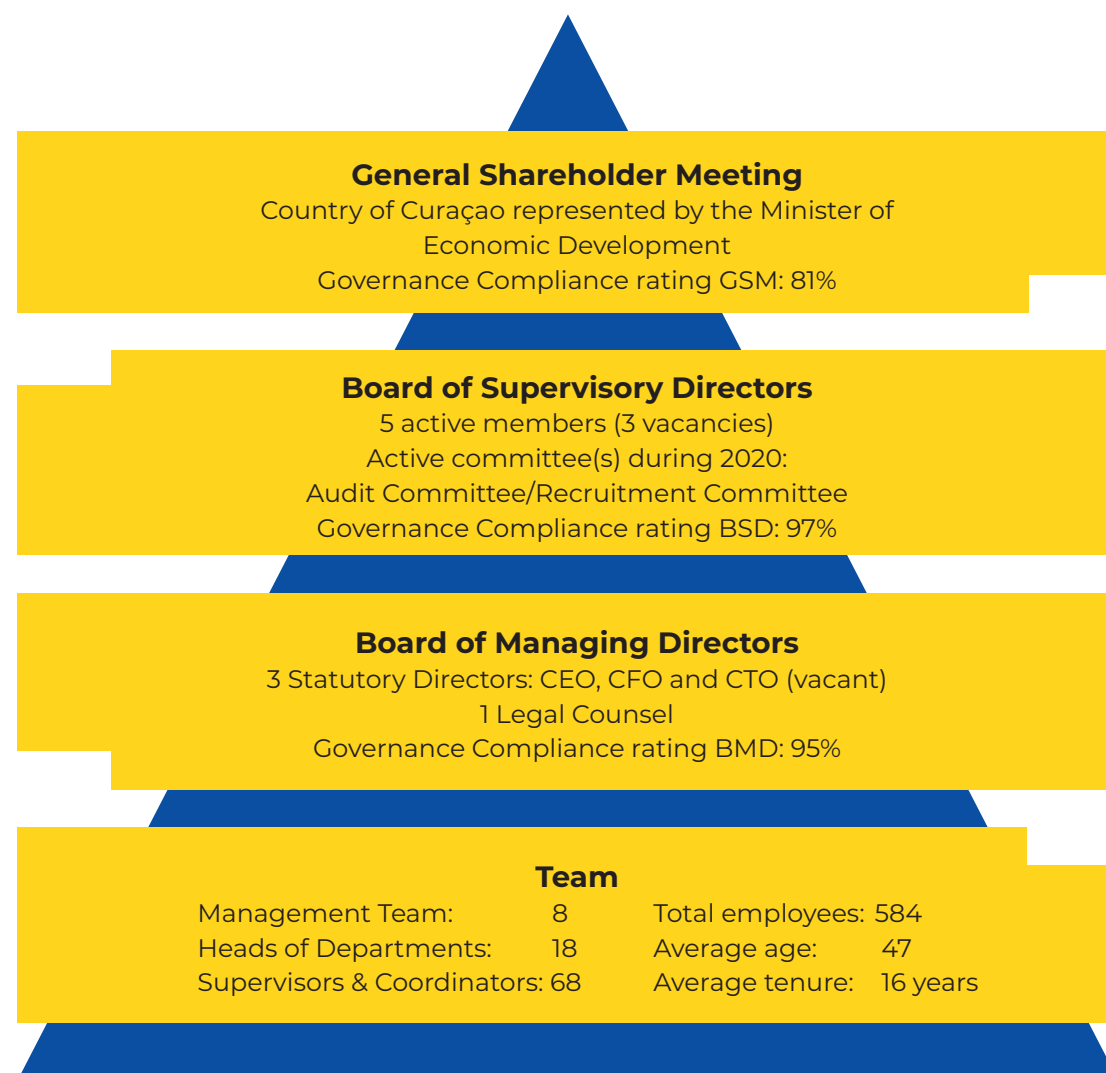 General Shareholder Meeting
Country of Curaçao represented by the Minister of
Economic Development
Governance Compliance rating GSM: 81%
Board of Supervisory Directors
5 active members (3 vacancies)
Active committee(s) during 2020:
Audit Committee/Recruitment Committee
Governance Compliance rating BSD: 97%
Board of Managing Directors
3 Statutory Directors: CEO, CFO and CTO (vacant)
1 Legal Counsel
Governance Compliance rating BMD: 95%
Team
Management Team: 8 Total employees: 584
Heads of Departments: 18 Average age: 47
Supervisors & Coordinators: 68 Average tenure: 16 years